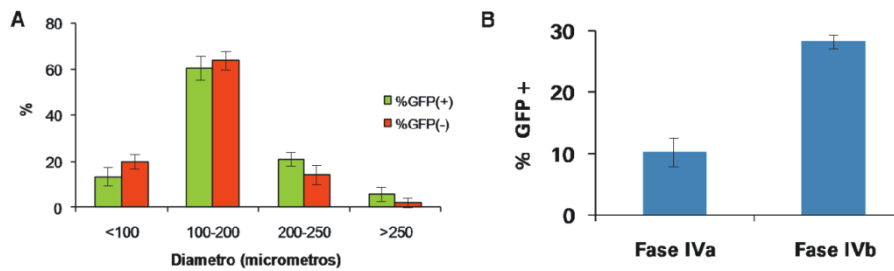 A
80
60
40
20
0
%
%GFP(+)
%GFP(-)
<100
100-200
200-250
>250
Diametro (micrometros)
B
30
20
10
0
% GFP +
Fase IVa
Fase IVb